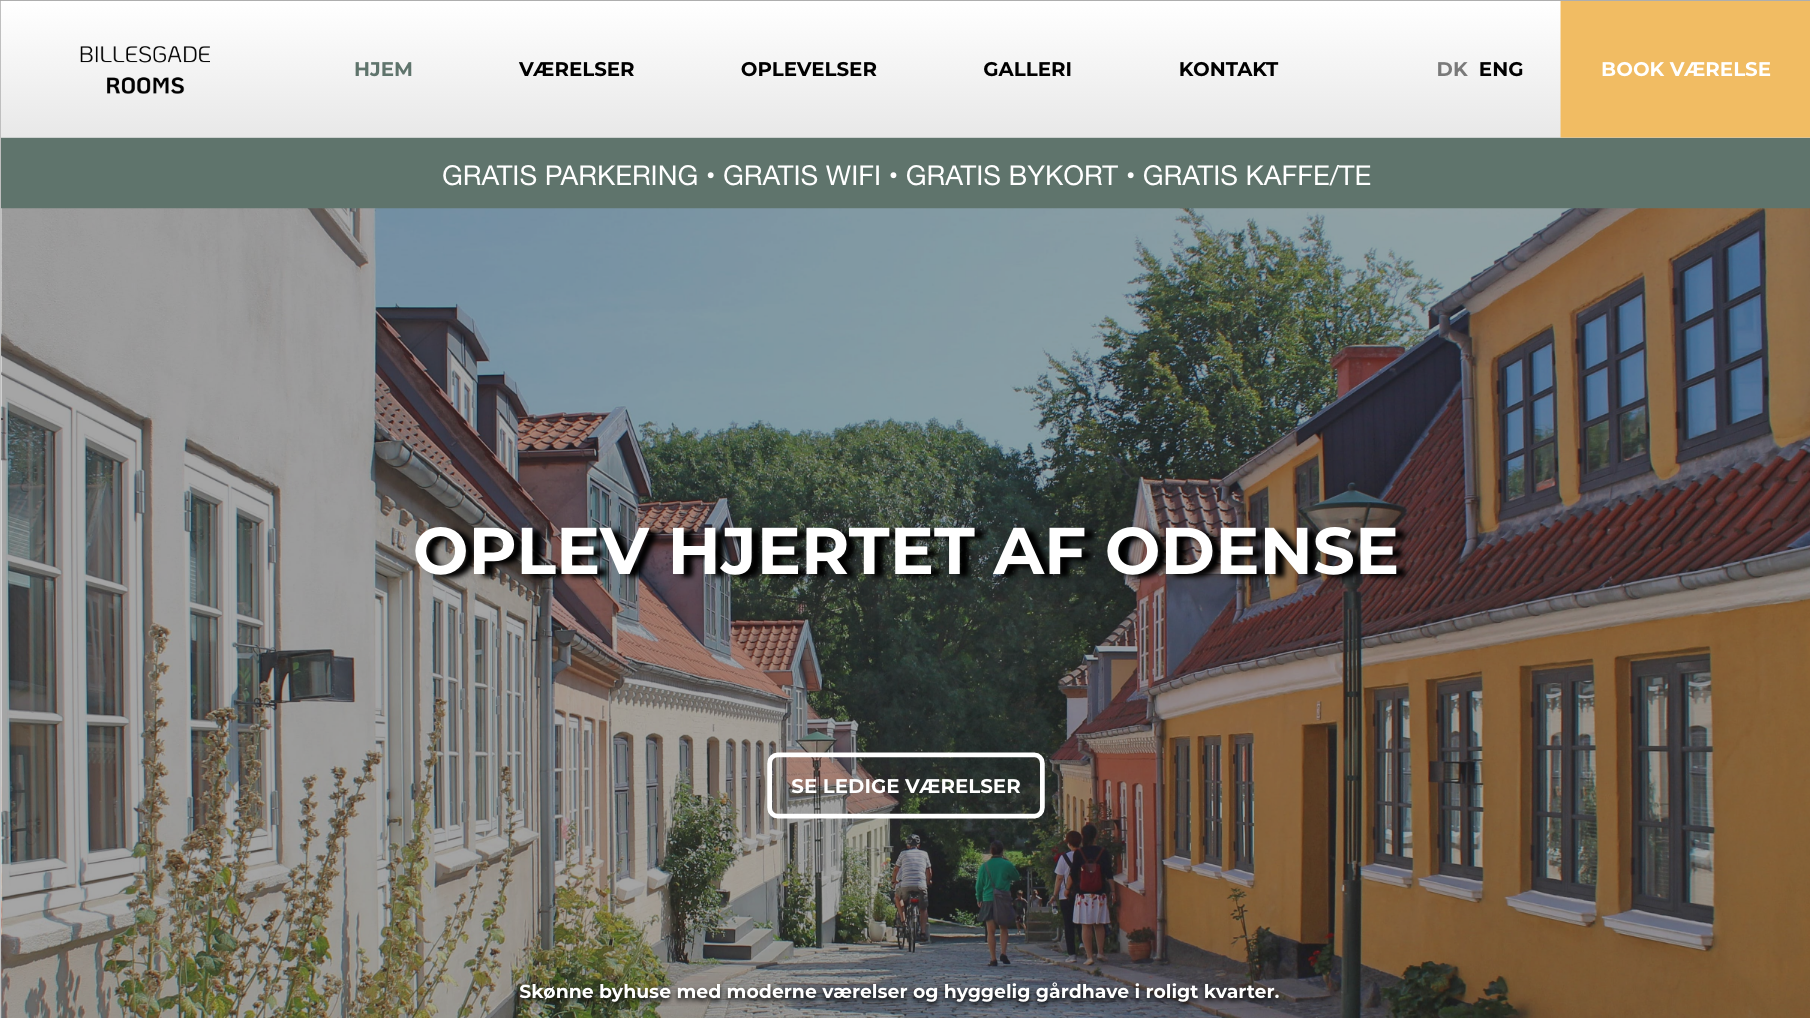 BILLESGADE
ROOMS
HJEM VÆRELSER OPLEVELSER GALLERI KONTAKT DK ENG BOOK VÆRELSE
GRATIS PARKERING • GRATIS WIFI • GRATIS BYKORT • GRATIS KAFFE/TE
OPLEV HJERTET AF ODENSE
SE LEDIGE VÆRELSER
Skønne byhuse med moderne værelser og hyggelig gårdhave i roligt kvarter.